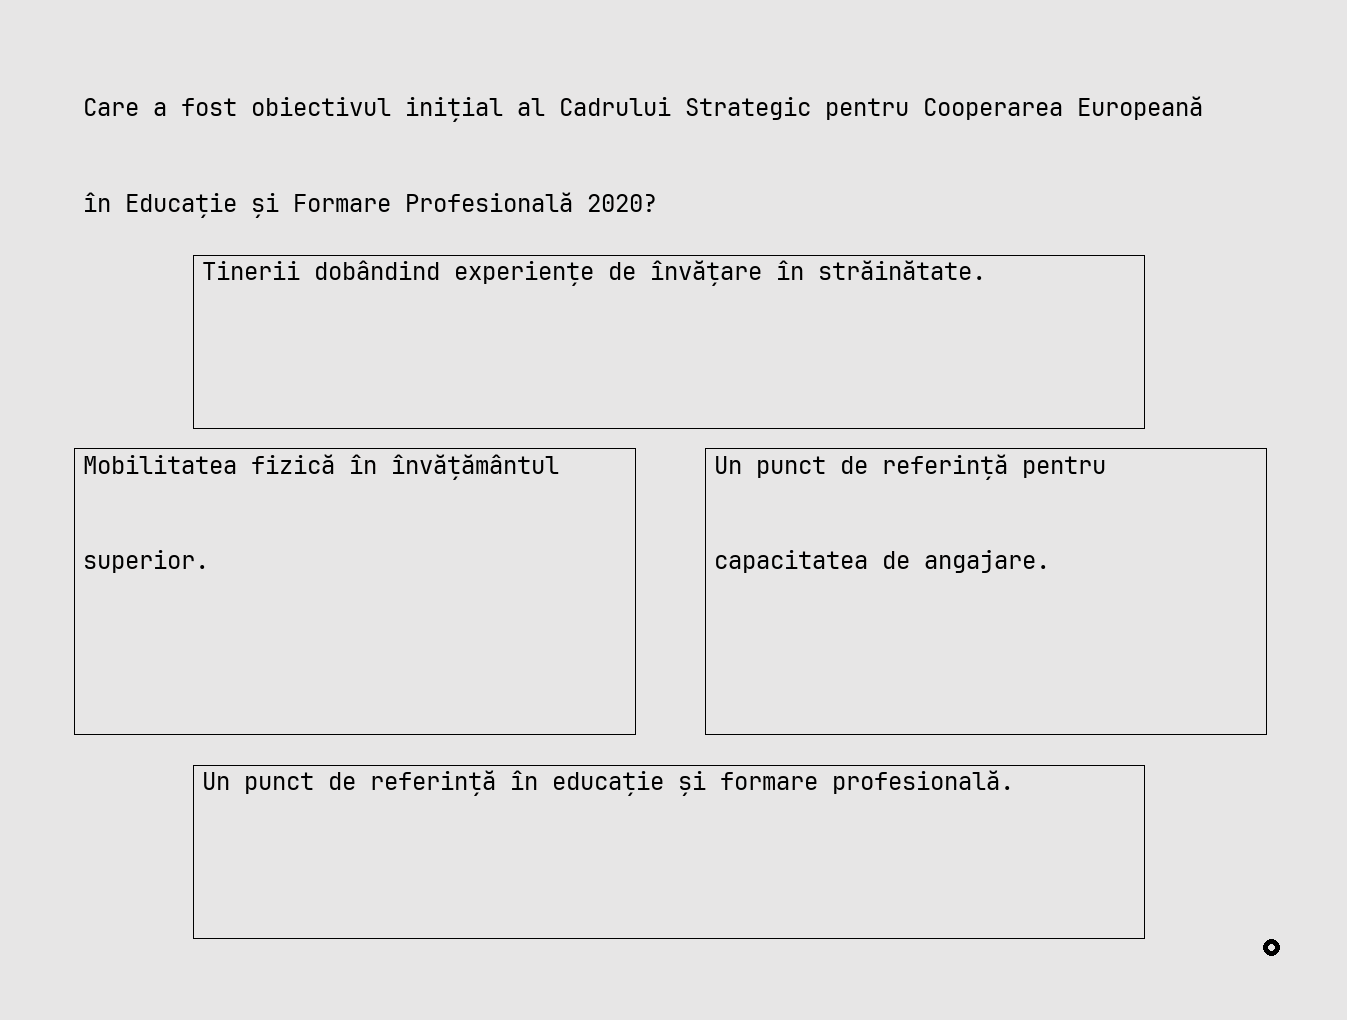 Care a fost obiectivul inițial al Cadrului Strategic pentru Cooperarea Europeană
în Educație și Formare Profesională 2020?
Tinerii dobândind experiențe de învățare în străinătate.
Mobilitatea fizică în învățământul
superior.
Un punct de referință pentru
capacitatea de angajare.
Un punct de referință în educație și formare profesională.